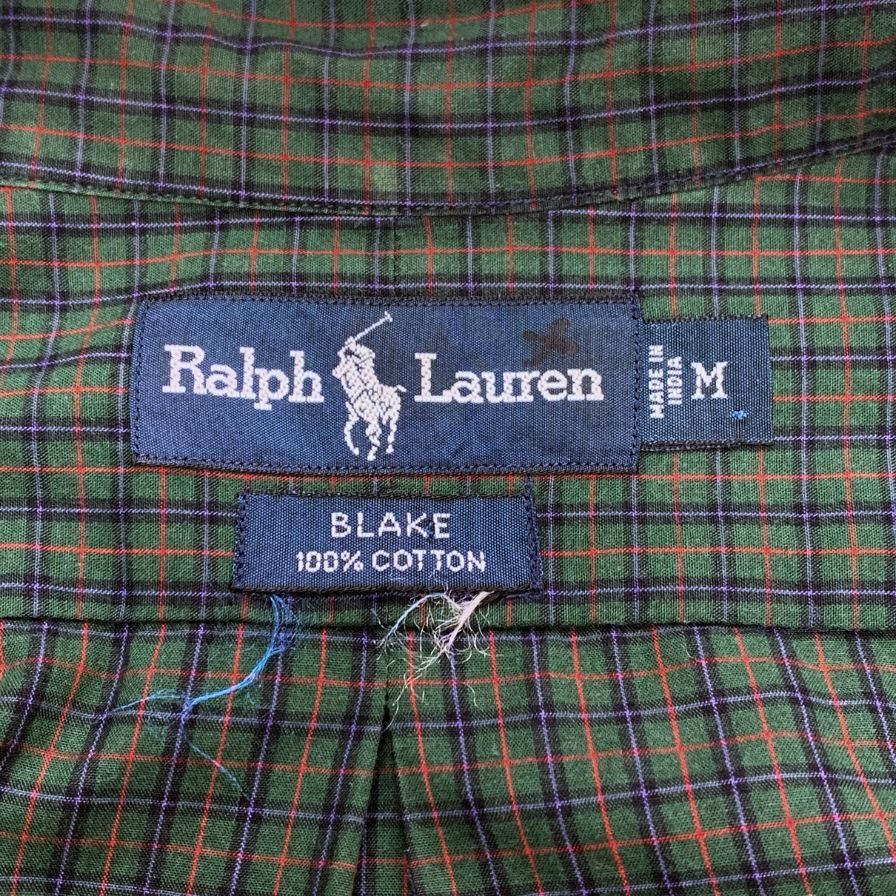 Ralph Lauren
MADE IN
INDIA
M
BLAKE
100% COTTON